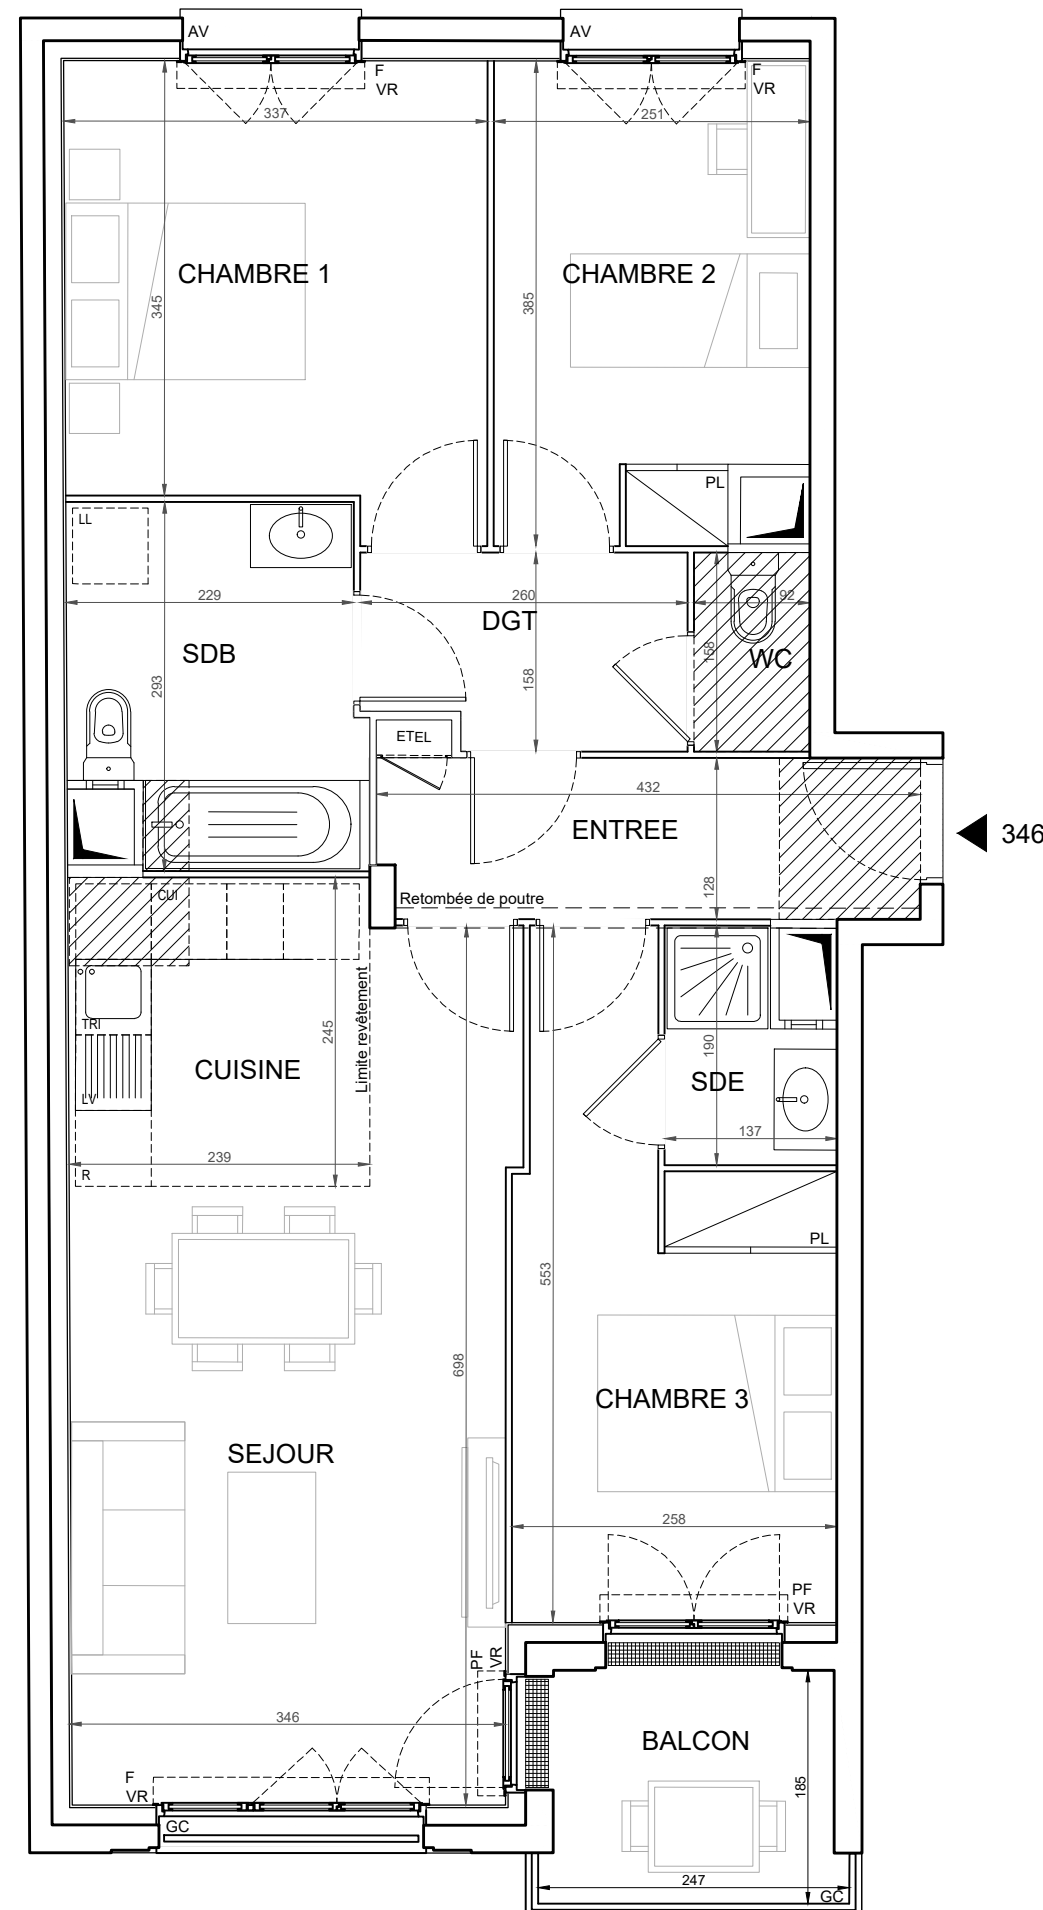 AV
AV
F
VR
F
VR
337
251
CHAMBRE 1
CHAMBRE 2
345
385
PL
LL
229
260
92
DGT
SDB
WC
158
158
293
ETEL
432
ENTREE
346
128
Retombée de poutre
CUI
Limite revêtement
TRI
245
190
CUISINE
SDE
LV
137
239
R
PL
553
698
CHAMBRE 3
SEJOUR
258
PF
VR
PF
VR
346
BALCON
185
F
VR
GC
247
GC